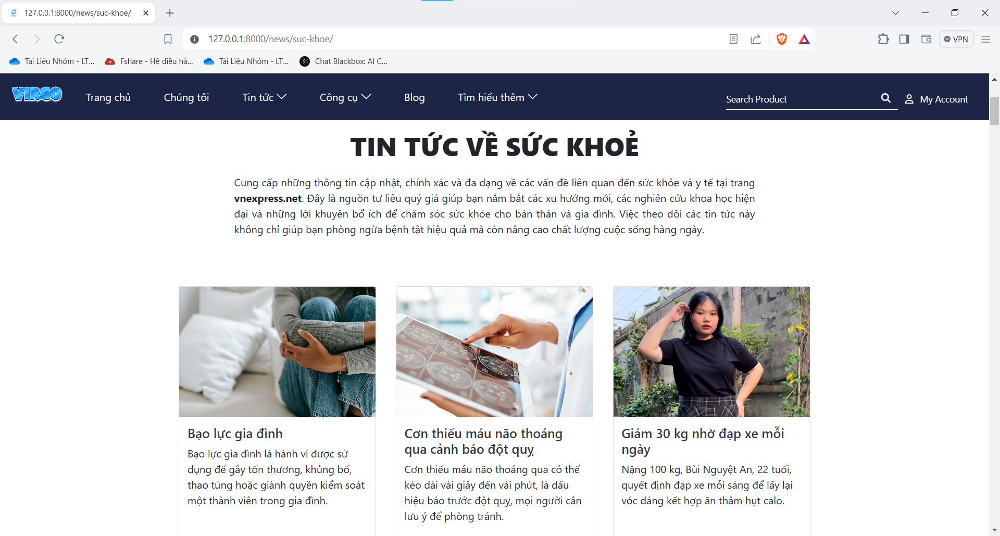 127.0.0.1:8000/news/suc-khoe/
127.0.0.1:8000/news/suc-khoe/
VPN
Tài Liệu Nhóm - LT...
Fshare - Hệ điều hà...
Tài Liệu Nhóm - LT...
Chat Blackbox: AI C...
VIRGO
Trang chủ
Chúng tôi
Tin tức
Công cụ
Blog
Tìm hiểu thêm
Search Product
My Account
TIN TỨC VỀ SỨC KHOẺ
Cung cấp những thông tin cập nhật, chính xác và đa dạng về các vấn đề liên quan đến sức khỏe và y tế tại trang
vnexpress.net. Đây là nguồn tư liệu quý giá giúp bạn nắm bắt các xu hướng mới, các nghiên cứu khoa học hiện
đại và những lời khuyên bổ ích để chăm sóc sức khỏe cho bản thân và gia đình. Việc theo dõi các tin tức này
không chỉ giúp bạn phòng ngừa bệnh tật hiệu quả mà còn nâng cao chất lượng cuộc sống hàng ngày.
Bạo lực gia đình
Bạo lực gia đình là hành vi được sử
dụng để gây tổn thương, khủng bố,
thao túng hoặc giành quyền kiểm soát
một thành viên trong gia đình.
Cơn thiếu máu não thoáng
qua cảnh báo đột quỵ
Cơn thiếu máu não thoáng qua có thể
kéo dài vài giây đến vài phút, là dấu
hiệu báo trước đột quỵ, mọi người cần
lưu ý để phòng tránh.
Giảm 30 kg nhờ đạp xe mỗi
ngày
Nặng 100 kg, Bùi Nguyệt An, 22 tuổi,
quyết định đạp xe mỗi sáng để lấy lại
vóc dáng kết hợp ăn thâm hụt calo.